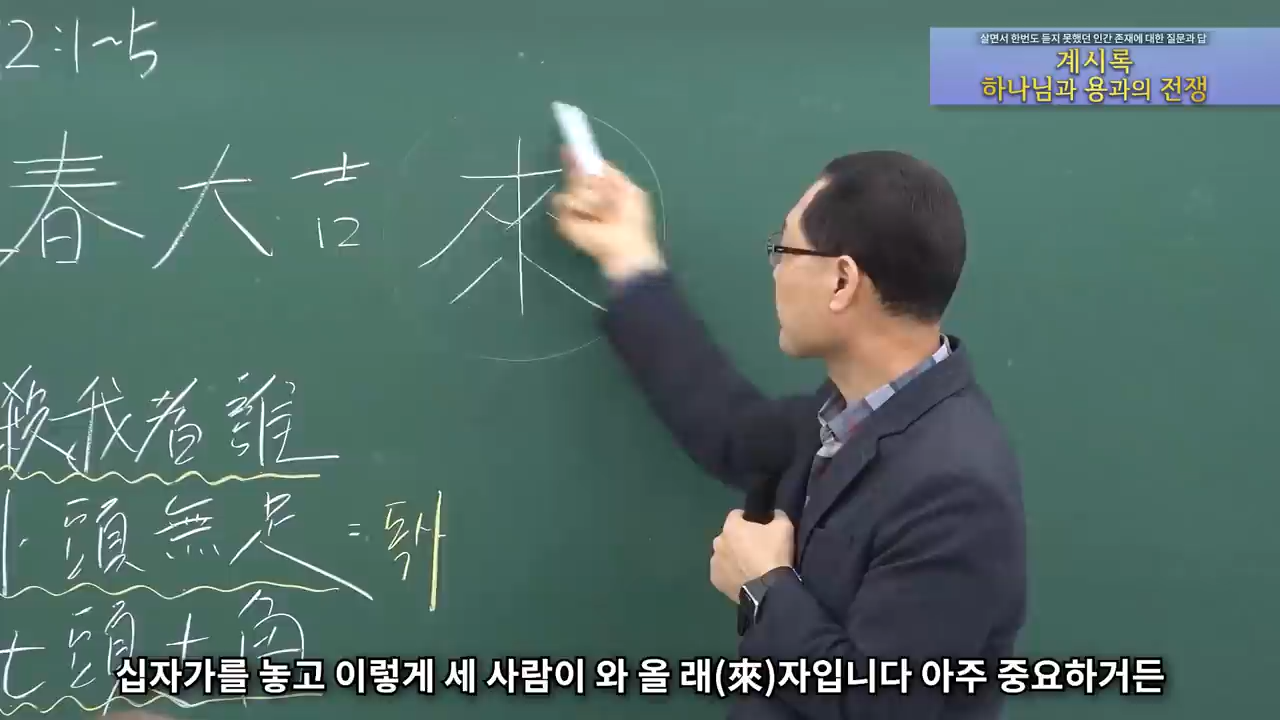 2:1~5
살면서 한번도 듣지 못했던 인간 존재에 대한 질문과 답
계시록
하나님과 용과의 전쟁
春大吉 來
殺我者誰
小頭無足 = 독사
七頭十角
십자가를 놓고 이렇게 세 사람이 와 올 래(來)자입니다 아주 중요하거든